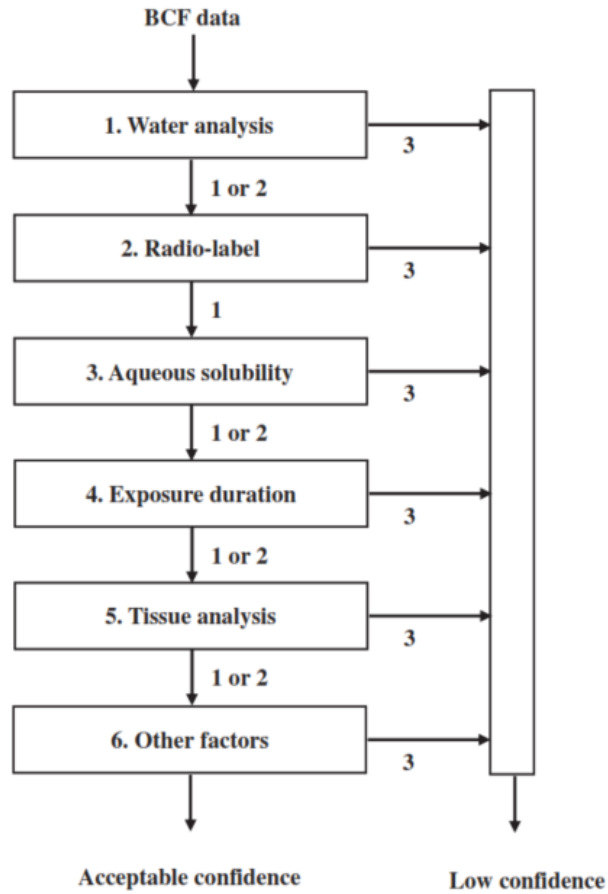 BCF data
1. Water analysis
3
1 or 2
2. Radio-label
3
1
3. Aqueous solubility
3
1 or 2
4. Exposure duration
3
1 or 2
5. Tissue analysis
3
1 or 2
6. Other factors
3
Acceptable confidence
Low confidence